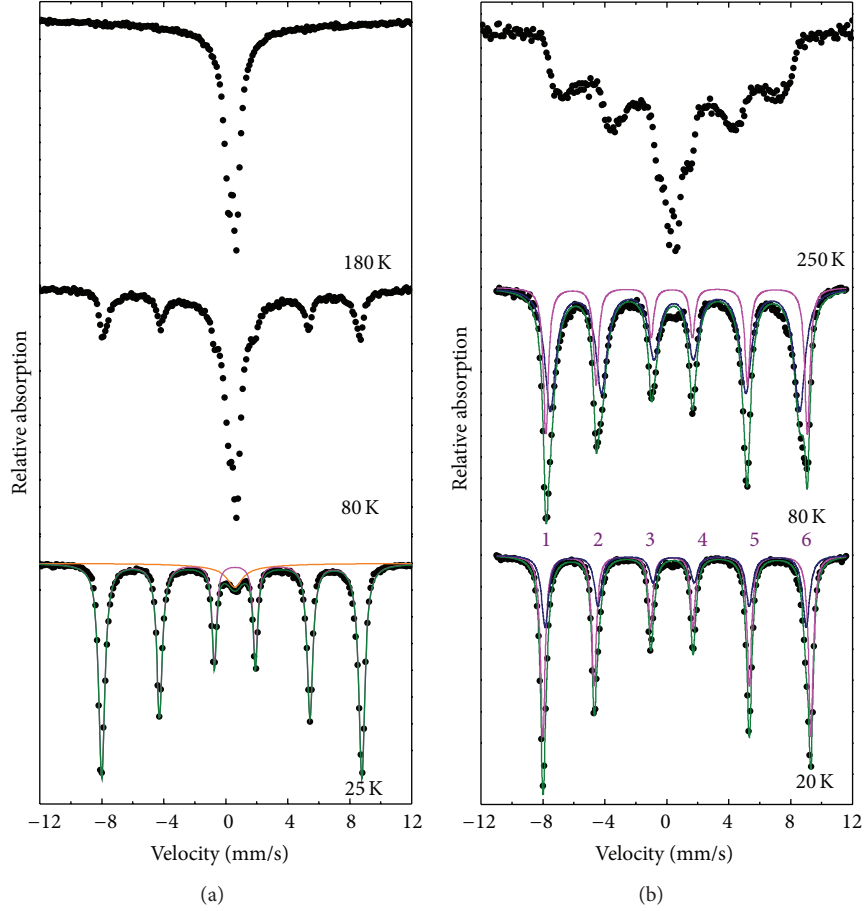 Relative absorption
180 K
80 K
25 K
−12 −8 −4 0 4 8 12
Velocity (mm/s)
(a)
Relative absorption
250 K
80 K
1 2 3 4 5 6
20 K
−12 −8 −4 0 4 8 12
Velocity (mm/s)
(b)